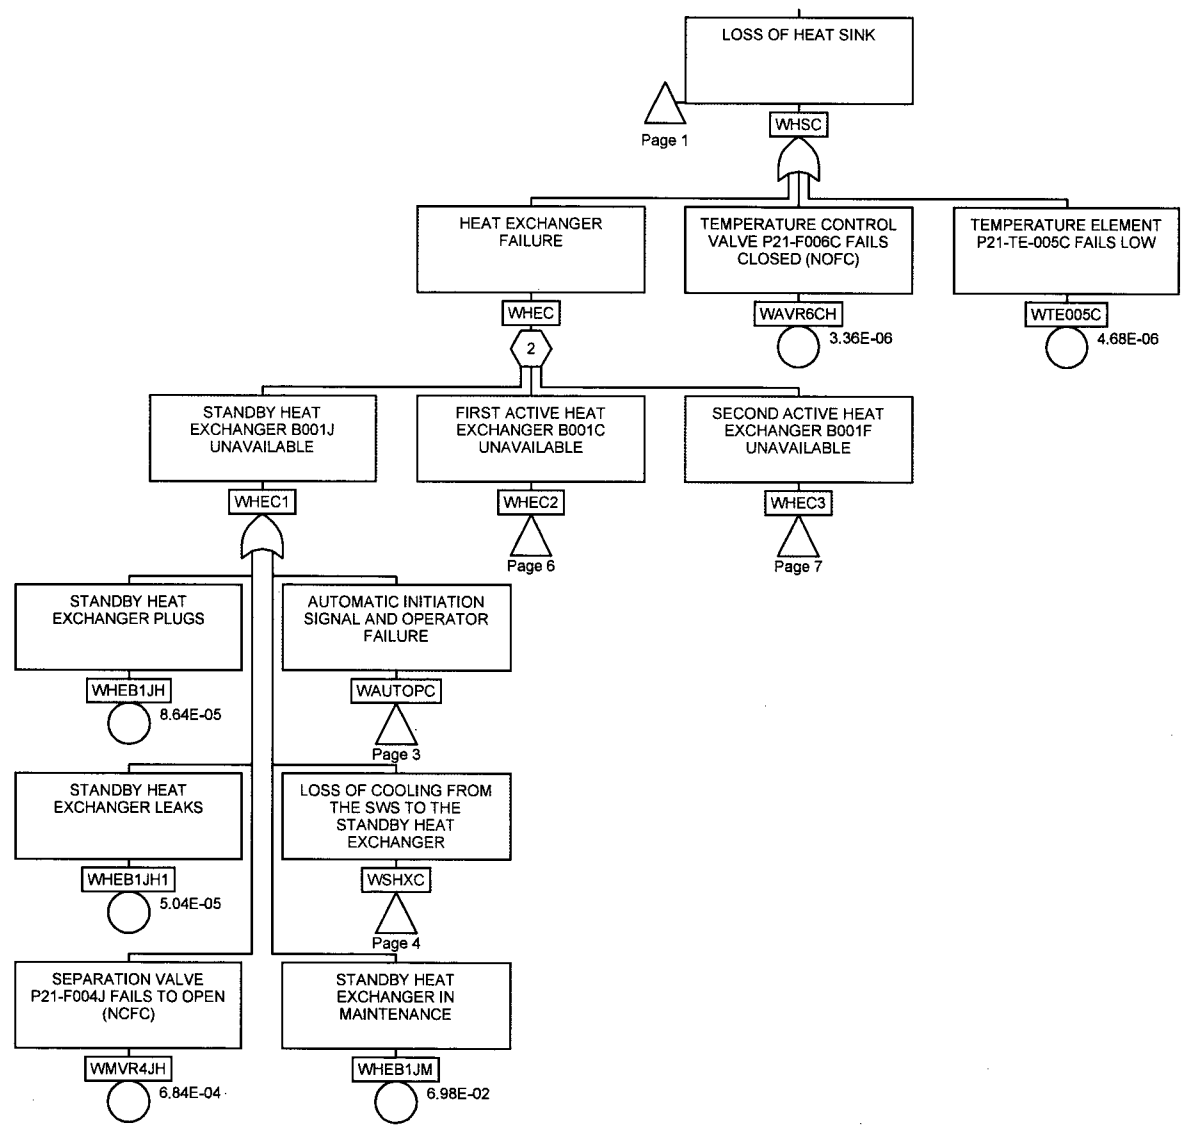 LOSS OF HEAT SINK
Page 1
WHSC
HEAT EXCHANGER
FAILURE
WHEC
2
TEMPERATURE CONTROL
VALVE P21-F006C FAILS
CLOSED (NOFC)
WAVR6CH
3.36E-06
TEMPERATURE ELEMENT
P21-TE-005C FAILS LOW
WTE005C
4.68E-06
STANDBY HEAT
EXCHANGER B001J
UNAVAILABLE
WHEC1
FIRST ACTIVE HEAT
EXCHANGER B001C
UNAVAILABLE
WHEC2
Page 6
SECOND ACTIVE HEAT
EXCHANGER B001F
UNAVAILABLE
WHEC3
Page 7
STANDBY HEAT
EXCHANGER PLUGS
WHEB1JH
8.64E-05
AUTOMATIC INITIATION
SIGNAL AND OPERATOR
FAILURE
WAUTOPC
Page 3
STANDBY HEAT
EXCHANGER LEAKS
WHEB1JH1
5.04E-05
LOSS OF COOLING FROM
THE SWS TO THE
STANDBY HEAT
EXCHANGER
WSHXC
Page 4
SEPARATION VALVE
P21-F004J FAILS TO OPEN
(NCFC)
WMVR4JH
6.84E-04
STANDBY HEAT
EXCHANGER IN
MAINTENANCE
WHEB1JM
6.98E-02